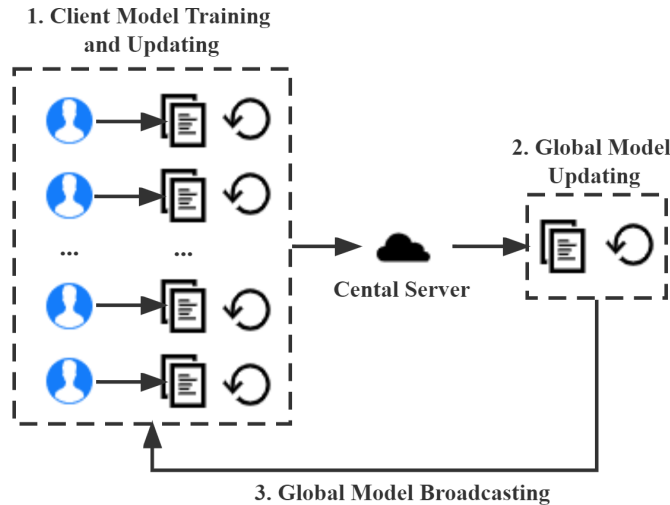 1. Client Model Training
and Updating
2. Global Model
Updating
...
...
Cental Server
3. Global Model Broadcasting